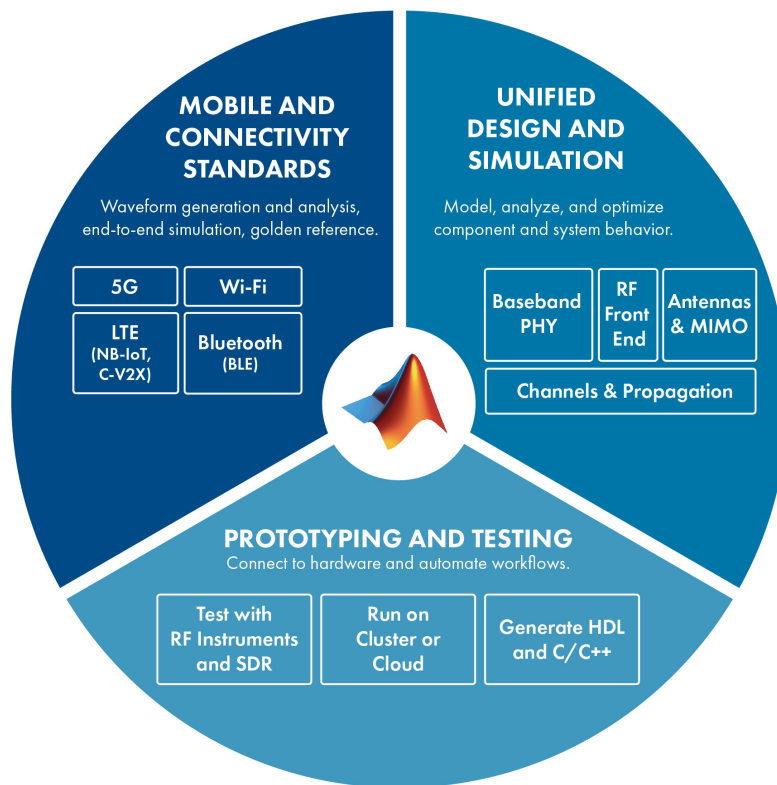 MOBILE AND
CONNECTIVITY
STANDARDS
Waveform generation and analysis,
end-to-end simulation, golden reference.
5G
Wi-Fi
LTE
(NB-IoT,
C-V2X)
Bluetooth
(BLE)
UNIFIED
DESIGN AND
SIMULATION
Model, analyze, and optimize
component and system behavior.
Baseband
PHY
RF
Front
End
Antennas
& MIMO
Channels & Propagation
PROTOTYPING AND TESTING
Connect to hardware and automate workflows.
Test with
RF Instruments
and SDR
Run on
Cluster or
Cloud
Generate HDL
and C/C++